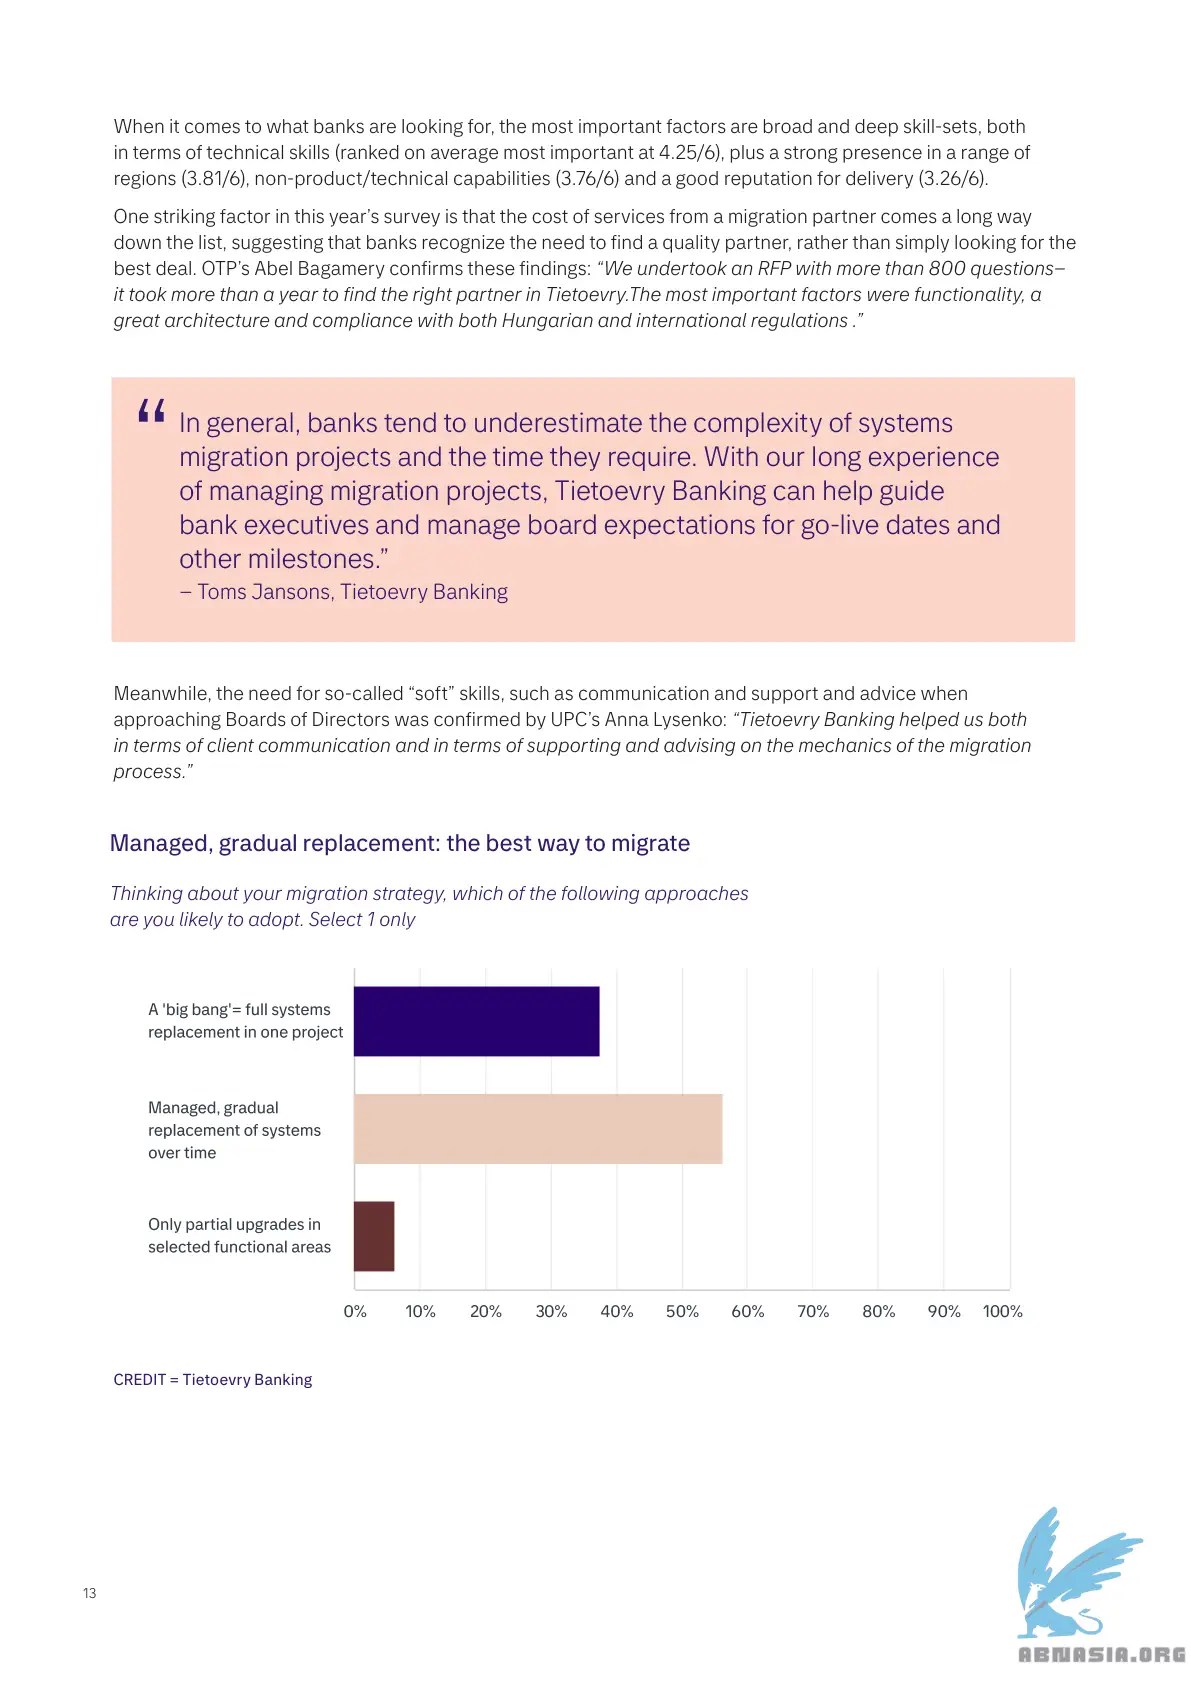 When it comes to what banks are looking for, the most important factors are broad and deep skill-sets, both
in terms of technical skills (ranked on average most important at 4.25/6), plus a strong presence in a range of
regions (3.81/6), non-product/technical capabilities (3.76/6) and a good reputation for delivery (3.26/6).
One striking factor in this year’s survey is that the cost of services from a migration partner comes a long way
down the list, suggesting that banks recognize the need to find a quality partner, rather than simply looking for the
best deal. OTP’s Abel Bagamery confirms these findings: “We undertook an RFP with more than 800 questions–
it took more than a year to find the right partner in Tietoevry.The most important factors were functionality, a
great architecture and compliance with both Hungarian and international regulations .”
“ In general, banks tend to underestimate the complexity of systems
migration projects and the time they require. With our long experience
of managing migration projects, Tietoevry Banking can help guide
bank executives and manage board expectations for go-live dates and
other milestones.”
– Toms Jansons, Tietoevry Banking
Meanwhile, the need for so-called “soft” skills, such as communication and support and advice when
approaching Boards of Directors was confirmed by UPC’s Anna Lysenko: “Tietoevry Banking helped us both
in terms of client communication and in terms of supporting and advising on the mechanics of the migration
process.”
Managed, gradual replacement: the best way to migrate
Thinking about your migration strategy, which of the following approaches
are you likely to adopt. Select 1 only
A 'big bang'= full systems
replacement in one project
Managed, gradual
replacement of systems
over time
Only partial upgrades in
selected functional areas
0% 10% 20% 30% 40% 50% 60% 70% 80% 90% 100%
CREDIT = Tietoevry Banking
13
ABNASIA.ORG